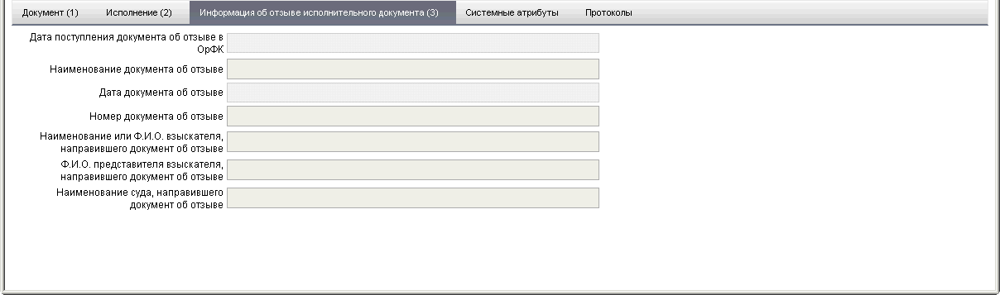 Документ (1) Исполнение (2) Информация об отзыве исполнительного документа (3) Системные атрибуты Протоколы
Дата поступления документа об отзыве в
ОрФК
Наименование документа об отзыве
Дата документа об отзыве
Номер документа об отзыве
Наименование или Ф.И.О. взыскателя,
направившего документ об отзыве
Ф.И.О. представителя взыскателя,
направившего документ об отзыве
Наименование суда, направившего
документ об отзыве